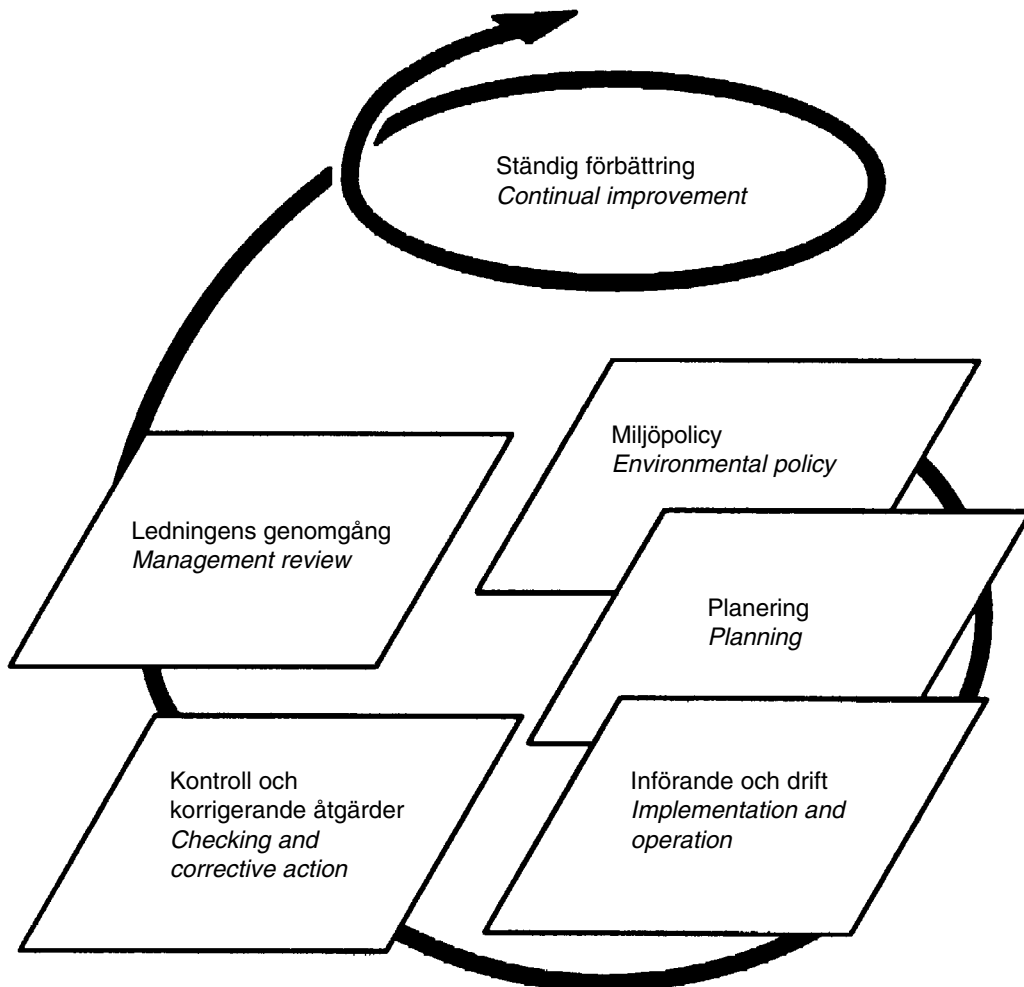 Ständig förbättring
Continual improvement
Miljöpolicy
Environmental policy
Ledningens genomgång
Management review
Planering
Planning
Kontroll och
korrigerande åtgärder
Checking and
corrective action
Införande och drift
Implementation and
operation